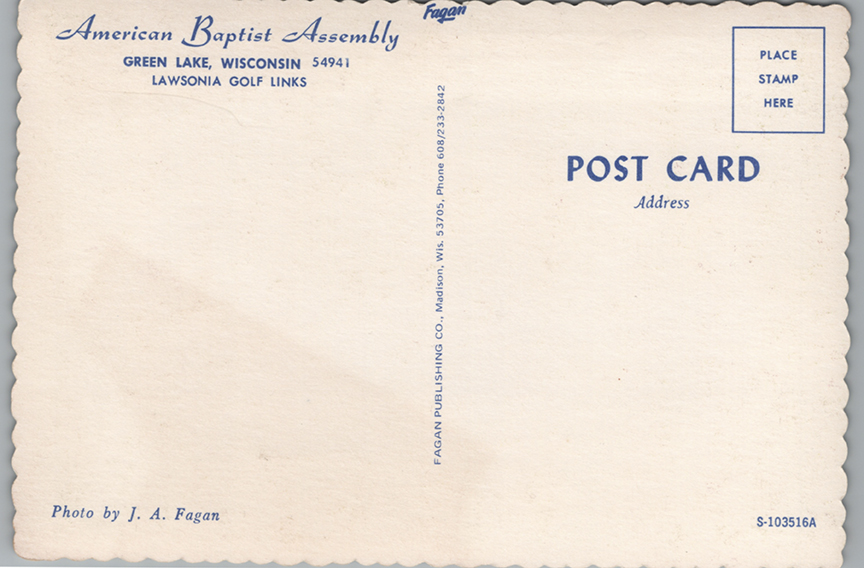 American Baptist Assembly
GREEN LAKE, WISCONSIN 54941
LAWSONIA GOLF LINKS
Photo by J. A. Fagan
Fagan
FAGAN PUBLISHING CO., Madison, Wis. 53705, Phone 608/233-2842
PLACE
STAMP
HERE
POST CARD
Address
S-103516A